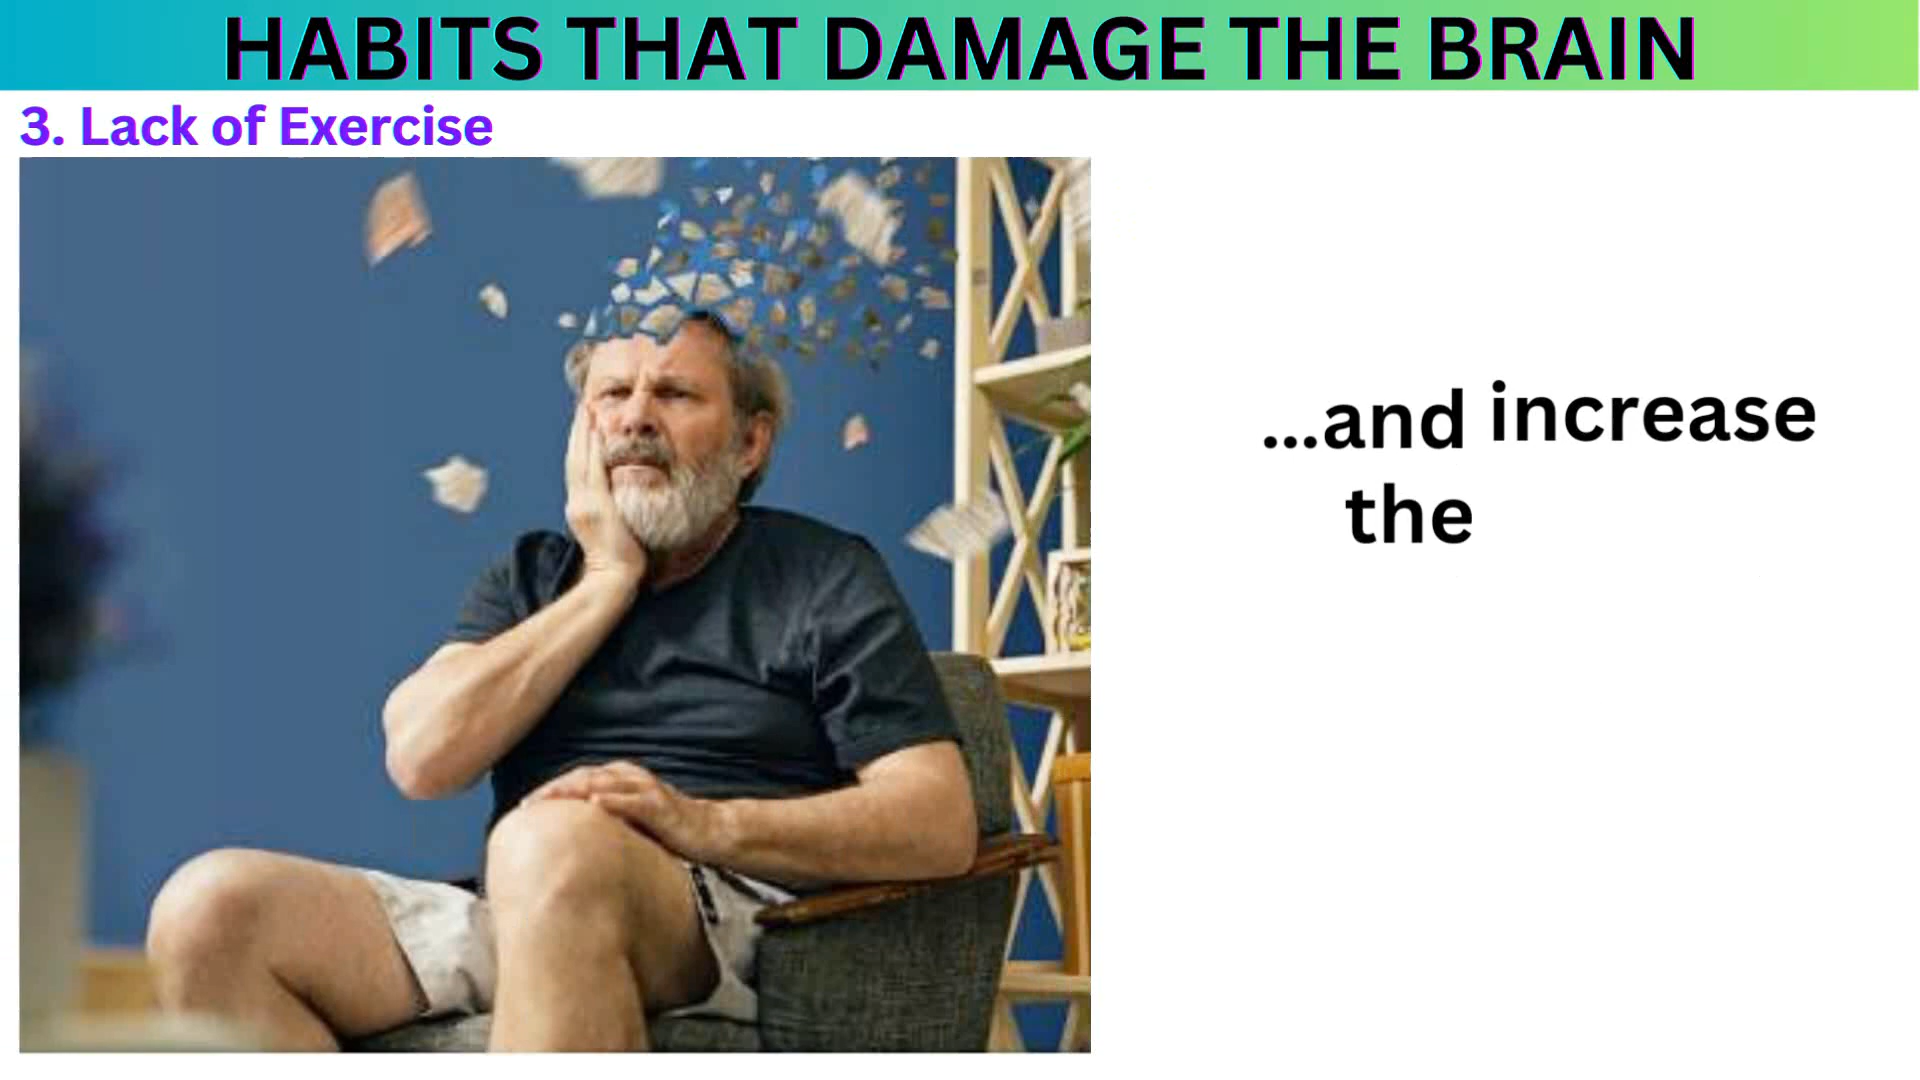 HABITS THAT DAMAGE THE BRAIN
3. Lack of Exercise
...and increase
the